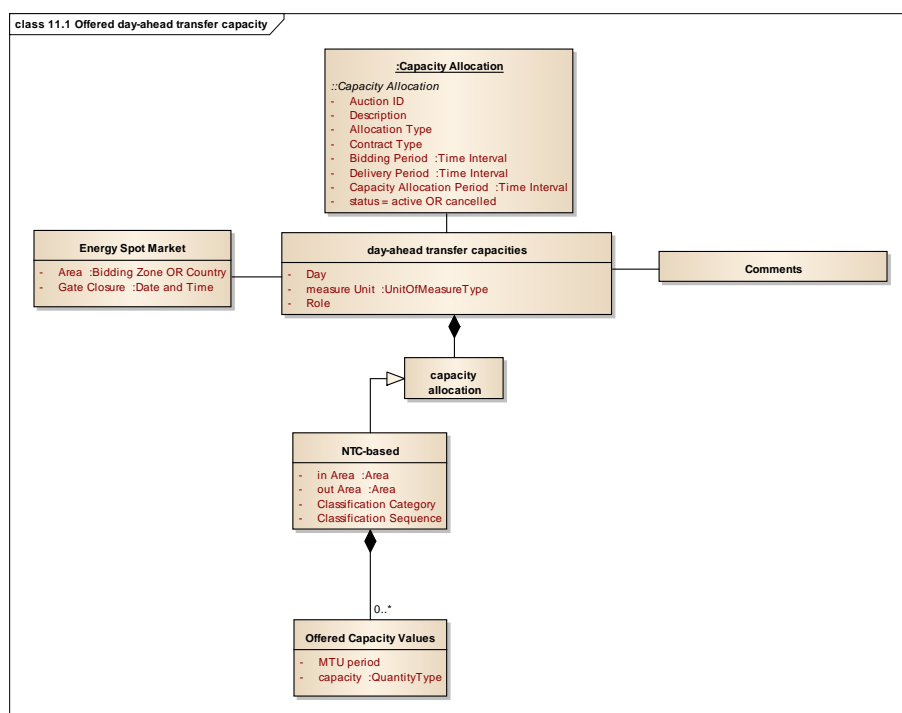 class 11.1 Offered day-ahead transfer capacity
:Capacity Allocation
::Capacity Allocation
- Auction ID
- Description
- Allocation Type
- Contract Type
- Bidding Period :Time Interval
- Delivery Period :Time Interval
- Capacity Allocation Period :Time Interval
- status = active OR cancelled
Energy Spot Market
- Area :Bidding Zone OR Country
- Gate Closure :Date and Time
day-ahead transfer capacities
- Day
- measure Unit :UnitOfMeasureType
- Role
Comments
capacity
allocation
NTC-based
- in Area :Area
- out Area :Area
- Classification Category
- Classification Sequence
0..*
Offered Capacity Values
- MTU period
- capacity :QuantityType